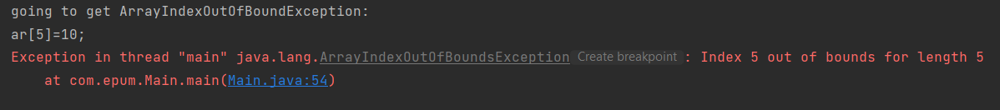 going to get ArrayIndexOutOfBoundException:
ar[5]=10;
Exception in thread "main" java.lang.ArrayIndexOutOfBoundsException Create breakpoint : Index 5 out of bounds for length 5
    at com.epum.Main.main(Main.java:54)